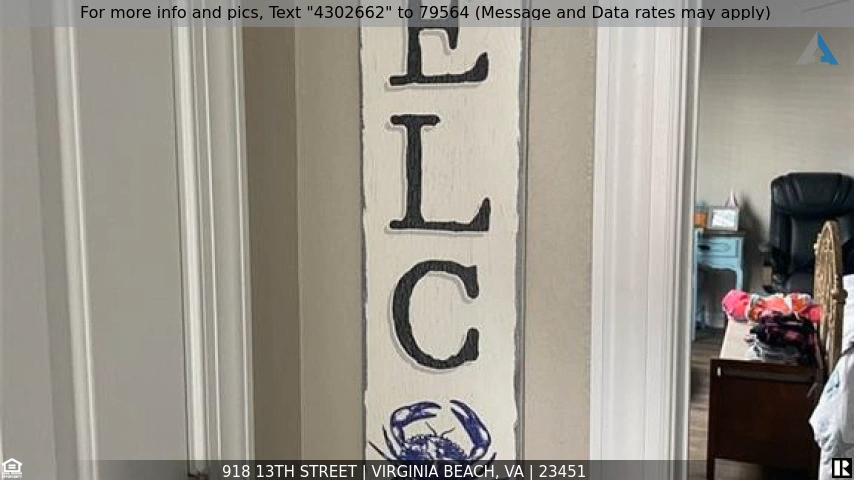 For more info and pics, Text "4302662" to 79564 (Message and Data rates may apply)
E
L
C
918 13TH STREET | VIRGINIA BEACH, VA | 23451